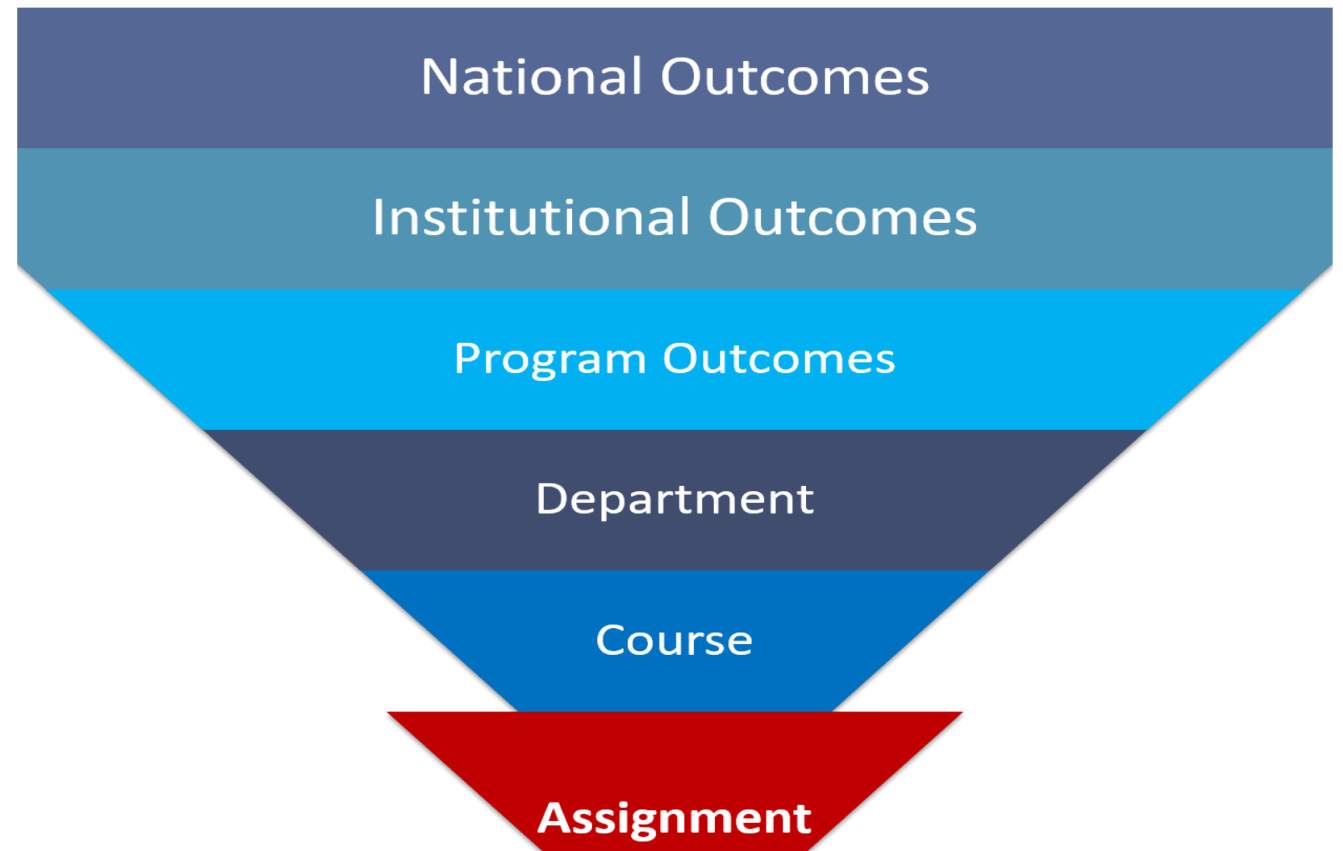 National Outcomes
Institutional Outcomes
Program Outcomes
Department
Course
Assignment